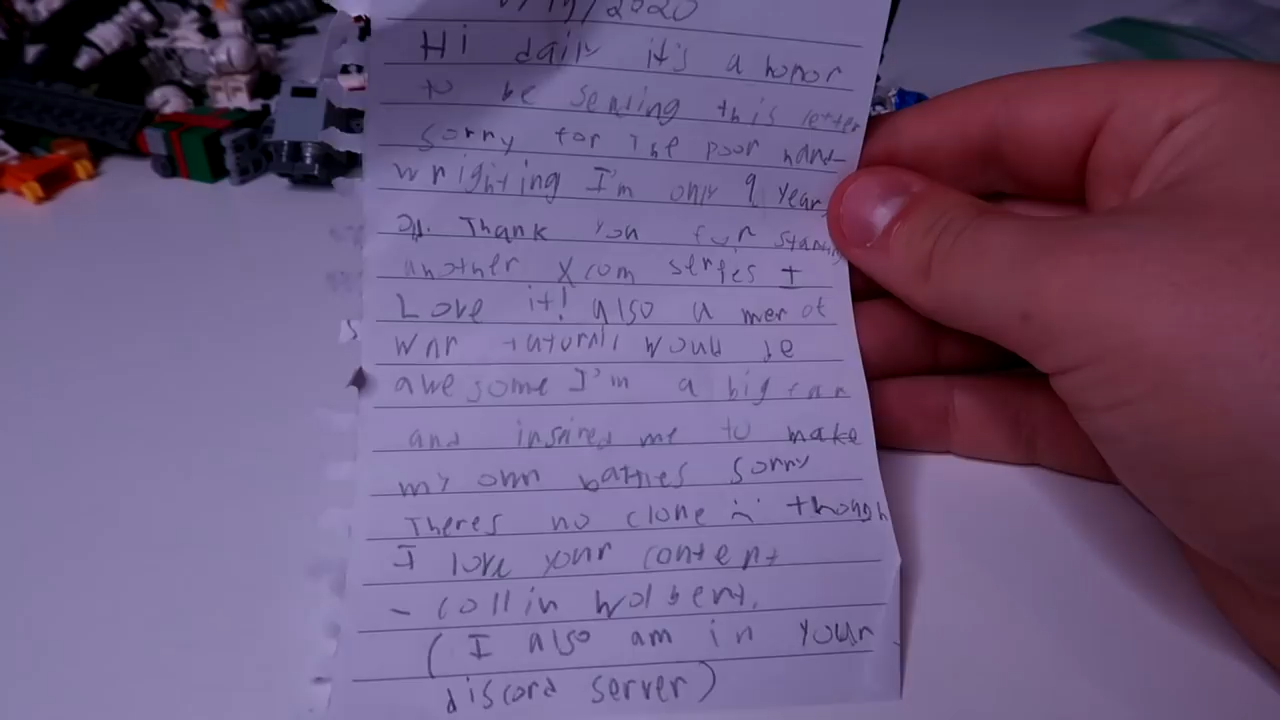 /2020
Hi daily it's a honor
to be sending this letter
sorry for The poor hand-
wrighting I'm only 9 years
old. Thank you for starting
another Xcom series I
Love it! also a mer of
war tutorial would be
awesome I'm a big fan
and inspired me to make
my own battles sorry
Theres no clone :( though
I love your content
- collin wolbert.
(I also am in your
discord server)